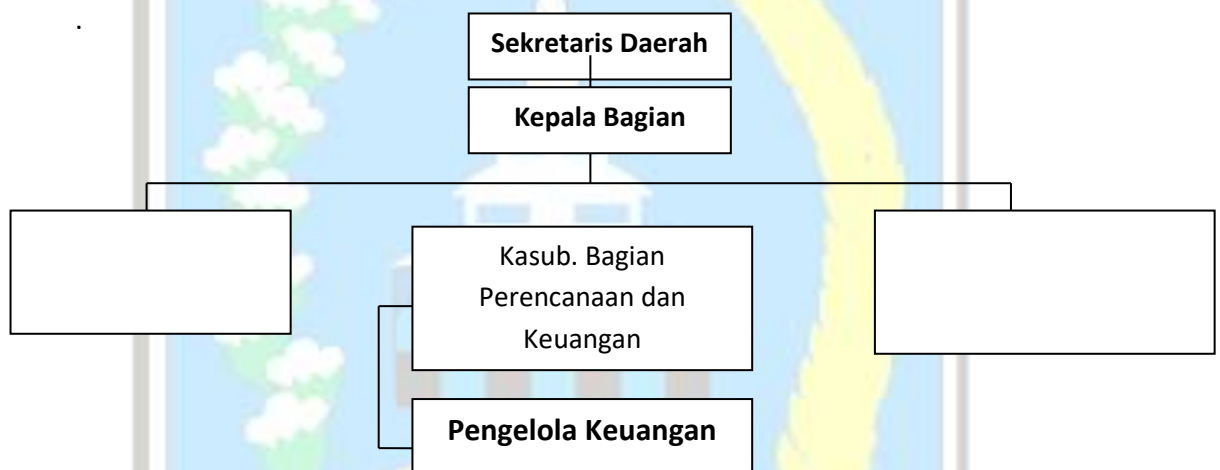 Sekretaris Daerah
Kepala Bagian
Kasub. Bagian
Perencanaan dan
Keuangan
Pengelola Keuangan